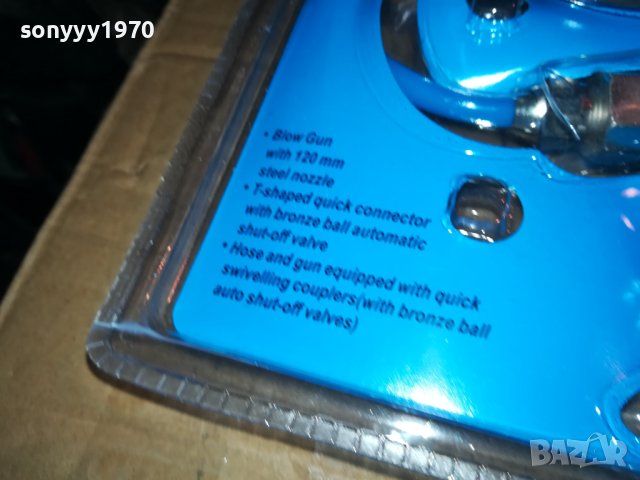 sonyyy1970
• Blow Gun
with 120 mm
steel nozzle
• T-shaped quick connector
with bronze ball automatic
shut-off valve
• Hose and gun equipped with quick
swivelling couplers(with bronze ball
auto shut-off valves)
BAZAR